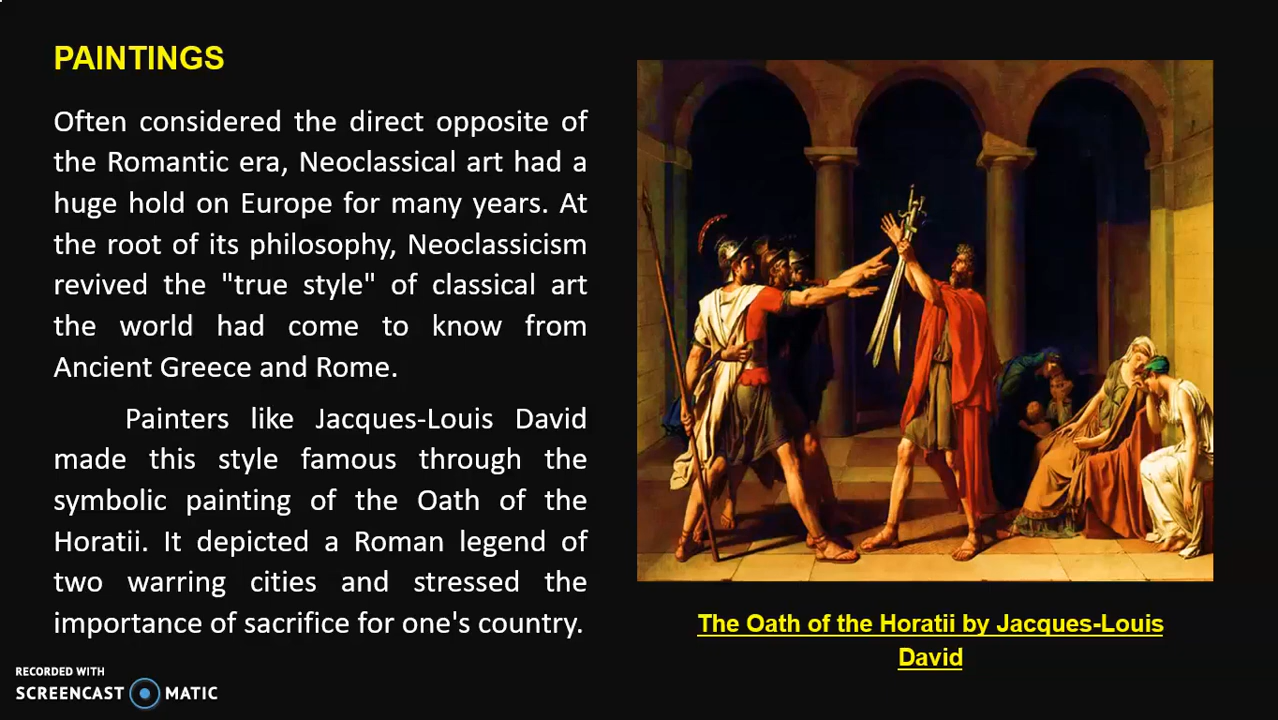 PAINTINGS
Often considered the direct opposite of
the Romantic era, Neoclassical art had a
huge hold on Europe for many years. At
the root of its philosophy, Neoclassicism
revived the "true style" of classical art
the world had come to know from
Ancient Greece and Rome.
Painters like Jacques-Louis David
made this style famous through the
symbolic painting of the Oath of the
Horatii. It depicted a Roman legend of
two warring cities and stressed the
importance of sacrifice for one's country.
The Oath of the Horatii by Jacques-Louis
David
RECORDED WITH
SCREENCAST MATIC